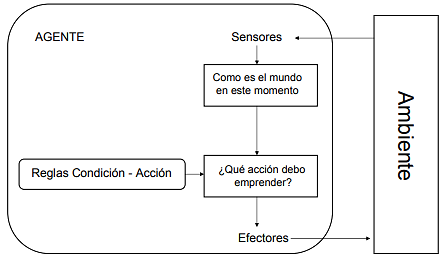 AGENTE
Sensores
Como es el mundo
en este momento
Reglas Condición - Acción
¿Qué acción debo
emprender?
Efectores
Ambiente